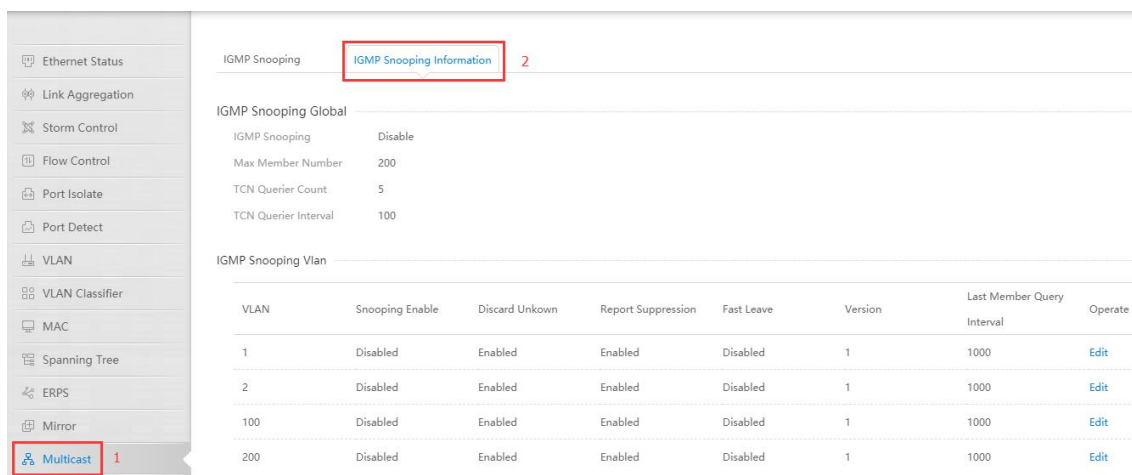 Ethernet Status
Link Aggregation
Storm Control
Flow Control
Port Isolate
Port Detect
VLAN
VLAN Classifier
MAC
Spanning Tree
ERPS
Mirror
Multicast 1
IGMP Snooping IGMP Snooping Information 2
IGMP Snooping Global
IGMP Snooping Disable
Max Member Number 200
TCN Querier Count 5
TCN Querier Interval 100
IGMP Snooping Vlan
VLAN Snooping Enable Discard Unkown Report Suppression Fast Leave Version Last Member Query Interval Operate
1 Disabled Enabled Enabled Disabled 1 1000 Edit
2 Disabled Enabled Enabled Disabled 1 1000 Edit
100 Disabled Enabled Enabled Disabled 1 1000 Edit
200 Disabled Enabled Enabled Disabled 1 1000 Edit